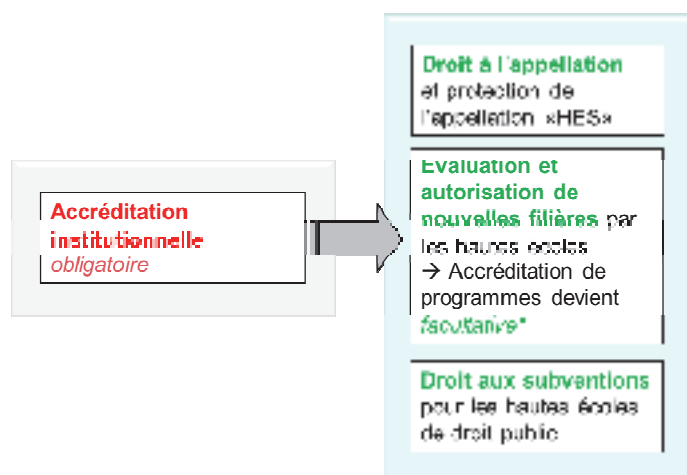 Accréditation
institutionnelle
obligatoire
Droit à l'appellation
et protection de
l'appellation «HES»
Evaluation et
autorisation de
nouvelles filières par
les hautes écoles
→ Accréditation de
programmes devient
facultative*
Droit aux subventions
pour les hautes écoles
de droit public